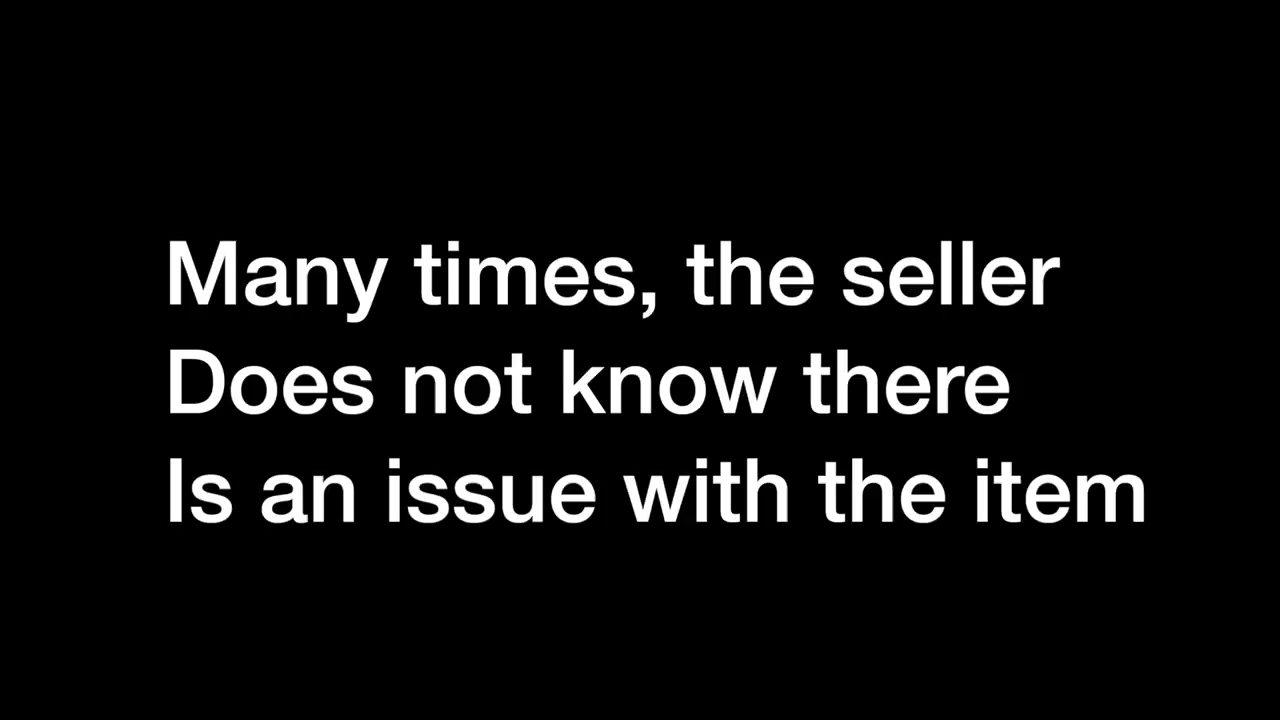 Many times, the seller
Does not know there
Is an issue with the item